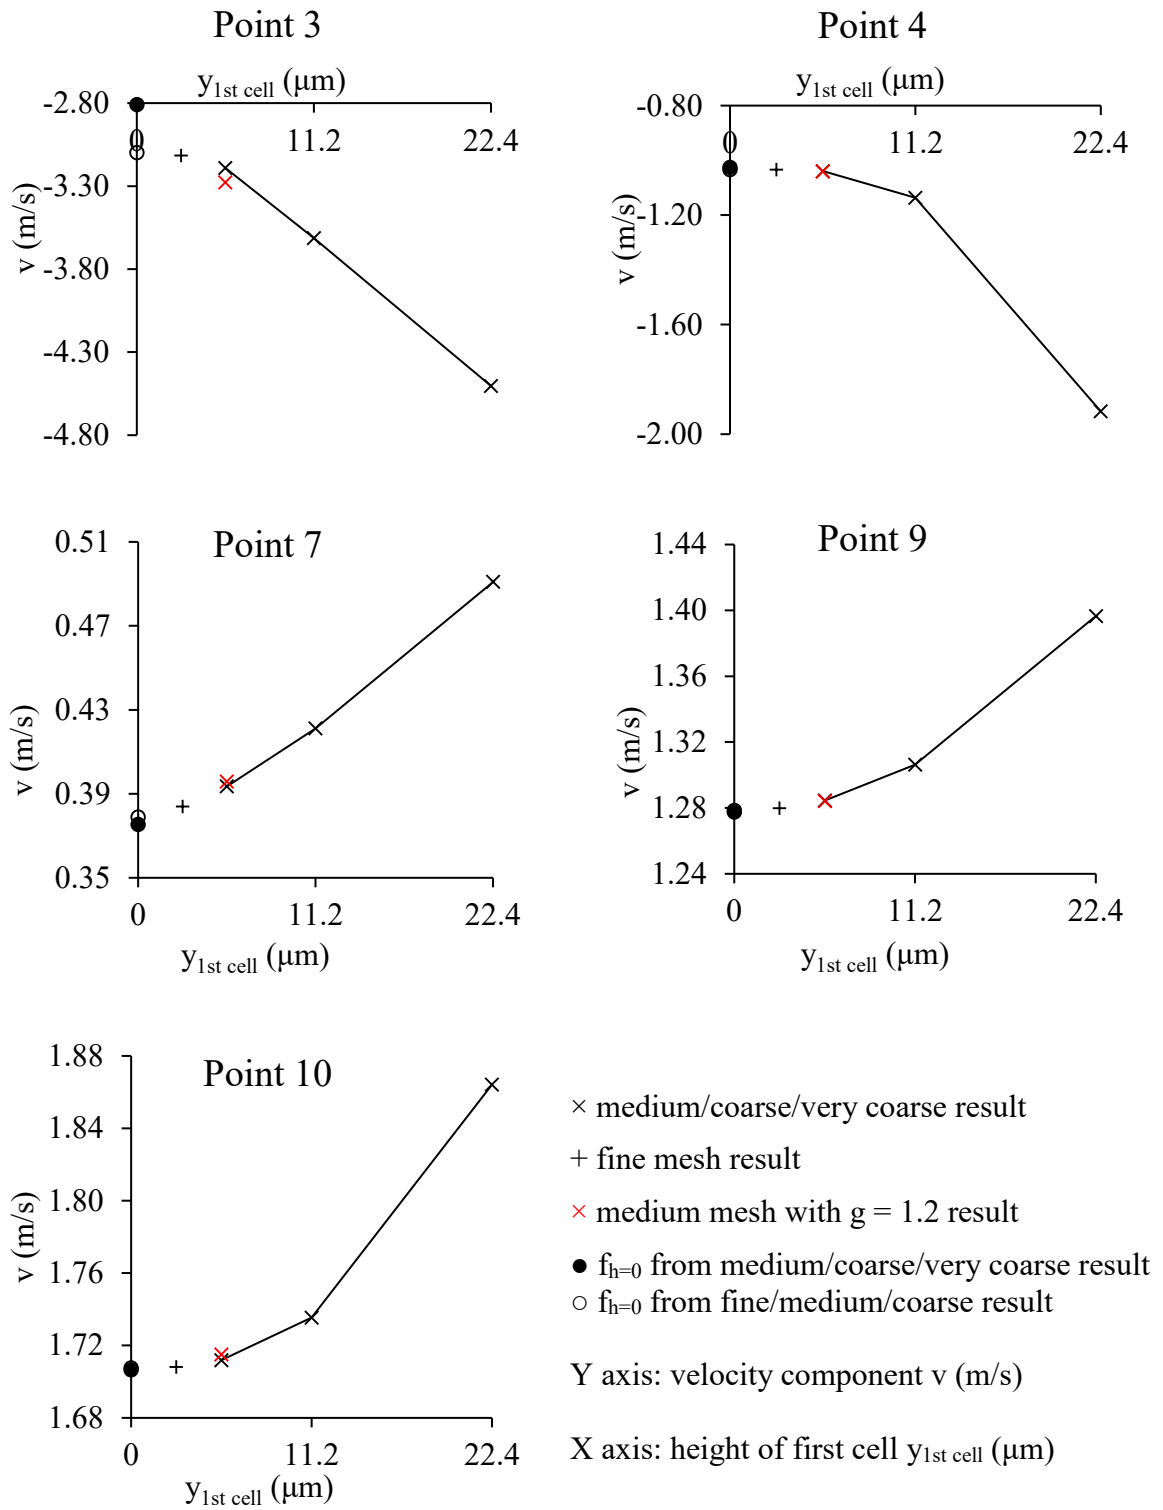 Point 3
y1st cell (μm)
-2.80
-3.30
-3.80
-4.30
-4.80
0
11.2
22.4
v (m/s)
Point 4
y1st cell (μm)
-0.80
-1.20
-1.60
-2.00
0
11.2
22.4
v (m/s)
Point 7
0.51
0.47
0.43
0.39
0.35
v (m/s)
0
11.2
22.4
y1st cell (μm)
Point 9
1.44
1.40
1.36
1.32
1.28
1.24
v (m/s)
0
11.2
22.4
y1st cell (μm)
Point 10
1.88
1.84
1.80
1.76
1.72
1.68
v (m/s)
0
11.2
22.4
y1st cell (μm)
× medium/coarse/very coarse result
+ fine mesh result
× medium mesh with g = 1.2 result
● fh=0 from medium/coarse/very coarse result
○ fh=0 from fine/medium/coarse result
Y axis: velocity component v (m/s)
X axis: height of first cell y1st cell (μm)